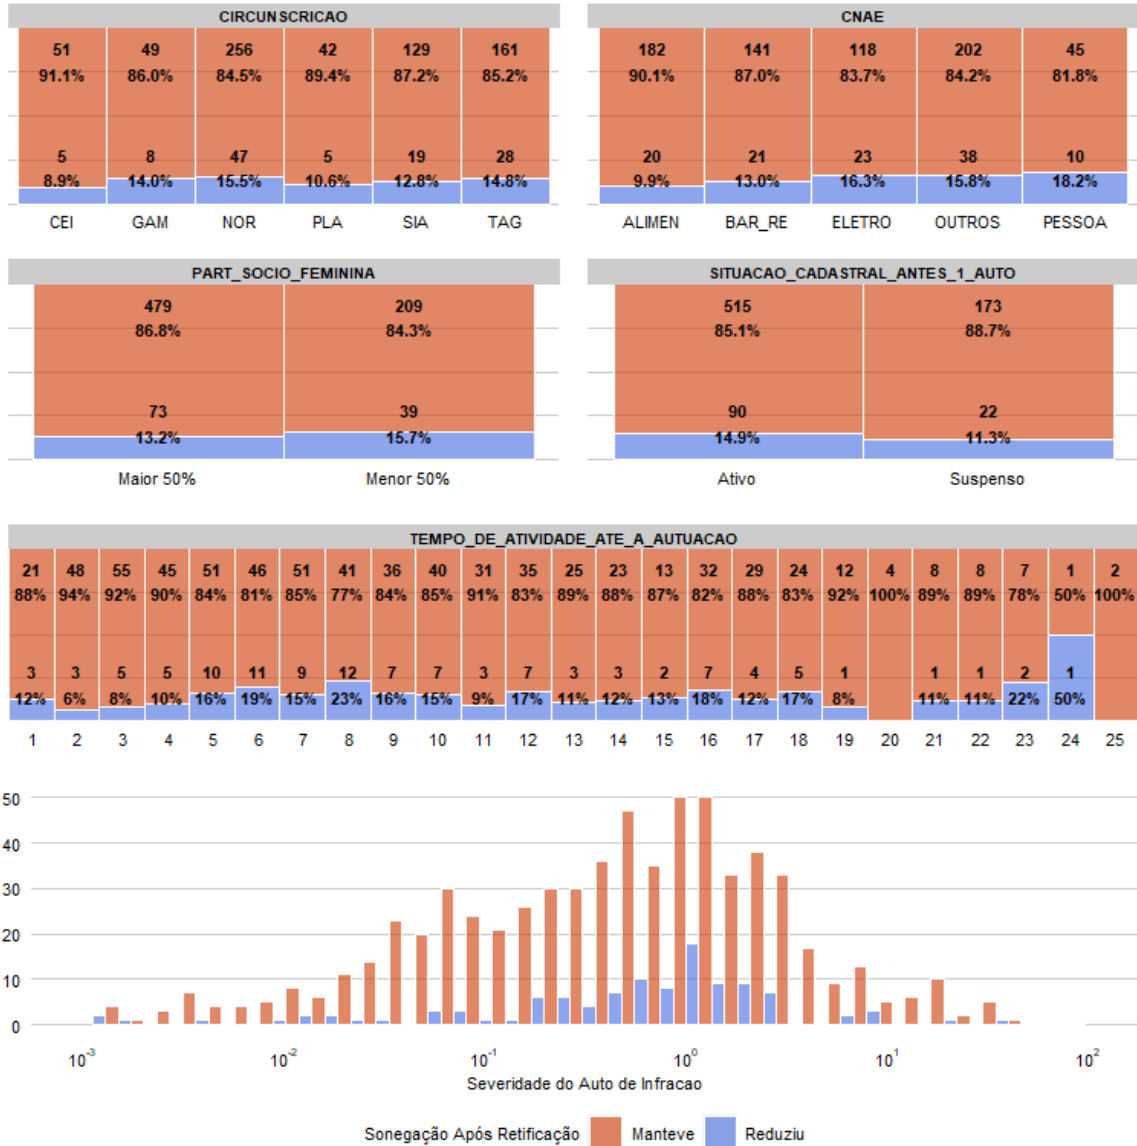 CIRCUNSCRICAO
51 49 256 42 129 161
91.1% 86.0% 84.5% 89.4% 87.2% 85.2%
5 8 47 5 19 28
8.9% 14.0% 15.5% 10.6% 12.8% 14.8%
CEI GAM NOR PLA SIA TAG
CNAE
182 141 118 202 45
90.1% 87.0% 83.7% 84.2% 81.8%
20 21 23 38 10
9.9% 13.0% 16.3% 15.8% 18.2%
ALIMEN BAR_RE ELETRO OUTROS PESSOA
PART_SOCIO_FEMININA
479 209
86.8% 84.3%
73 39
13.2% 15.7%
Maior 50% Menor 50%
SITUACAO_CADASTRAL_ANTES_1_AUTO
515 173
85.1% 88.7%
90 22
14.9% 11.3%
Ativo Suspenso
TEMPO_DE_ATIVIDADE_ATE_A_AUTUACAO
21 48 55 45 51 46 51 41 36 40 31 35 25 23 13 32 29 24 12 4 8 8 7 1 2
88% 94% 92% 90% 84% 81% 85% 77% 84% 85% 91% 83% 89% 88% 87% 82% 88% 83% 92% 100% 89% 89% 78% 50% 100%
3 3 5 5 10 11 9 12 7 7 3 7 3 3 2 7 4 5 1 1 1 2 1
12% 6% 8% 10% 16% 19% 15% 23% 16% 15% 9% 17% 11% 12% 13% 18% 12% 17% 8% 11% 11% 22% 50%
1 2 3 4 5 6 7 8 9 10 11 12 13 14 15 16 17 18 19 20 21 22 23 24 25
50
40
30
20
10
0
10⁻³ 10⁻² 10⁻¹ 10⁰ 10¹ 10²
Severidade do Auto de Infracao
Sonegação Após Retificação Manteve Reduziu